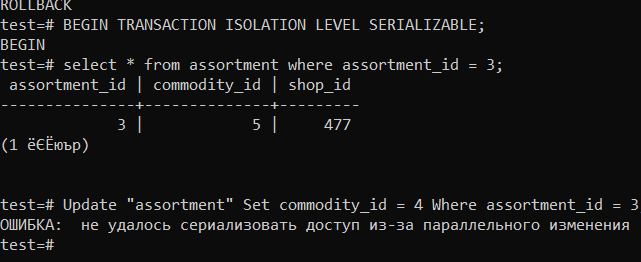 ROLLBACK
test=# BEGIN TRANSACTION ISOLATION LEVEL SERIALIZABLE;
BEGIN
test=# select * from assortment where assortment_id = 3;
 assortment_id | commodity_id | shop_id
---------------+--------------+---------
             3 |            5 |     477
(1 ёЄЁюър)
test=# Update "assortment" Set commodity_id = 4 Where assortment_id = 3
ОШИБКА:  не удалось сериализовать доступ из-за параллельного изменения
test=#